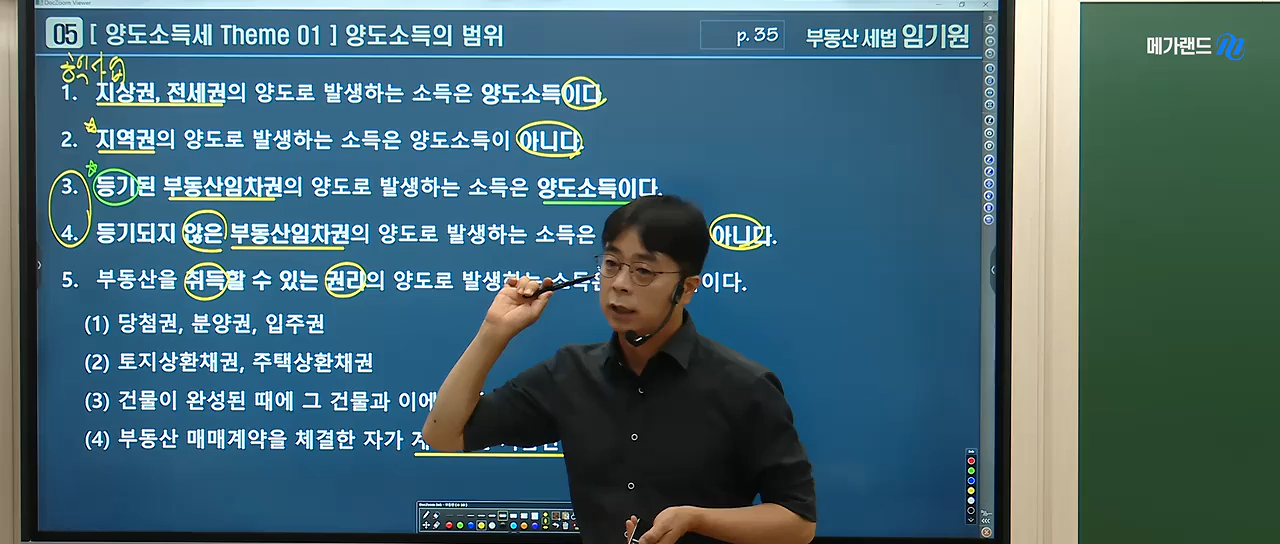 DocZoom Viewer
05 [ 양도소득세 Theme 01 ] 양도소득의 범위
p. 35
부동산 세법 임기원
메가랜드
1. 지상권, 전세권의 양도로 발생하는 소득은 양도소득이다
2. 지역권의 양도로 발생하는 소득은 양도소득이 아니다.
3. 등기된 부동산임차권의 양도로 발생하는 소득은 양도소득이다.
4. 등기되지 않은 부동산임차권의 양도로 발생하는 소득은 아니다.
5. 부동산을 취득할 수 있는 권리의 양도로 발생하는 소득은 이다.
(1) 당첨권, 분양권, 입주권
(2) 토지상환채권, 주택상환채권
(3) 건물이 완성된 때에 그 건물과 이에
(4) 부동산 매매계약을 체결한 자가